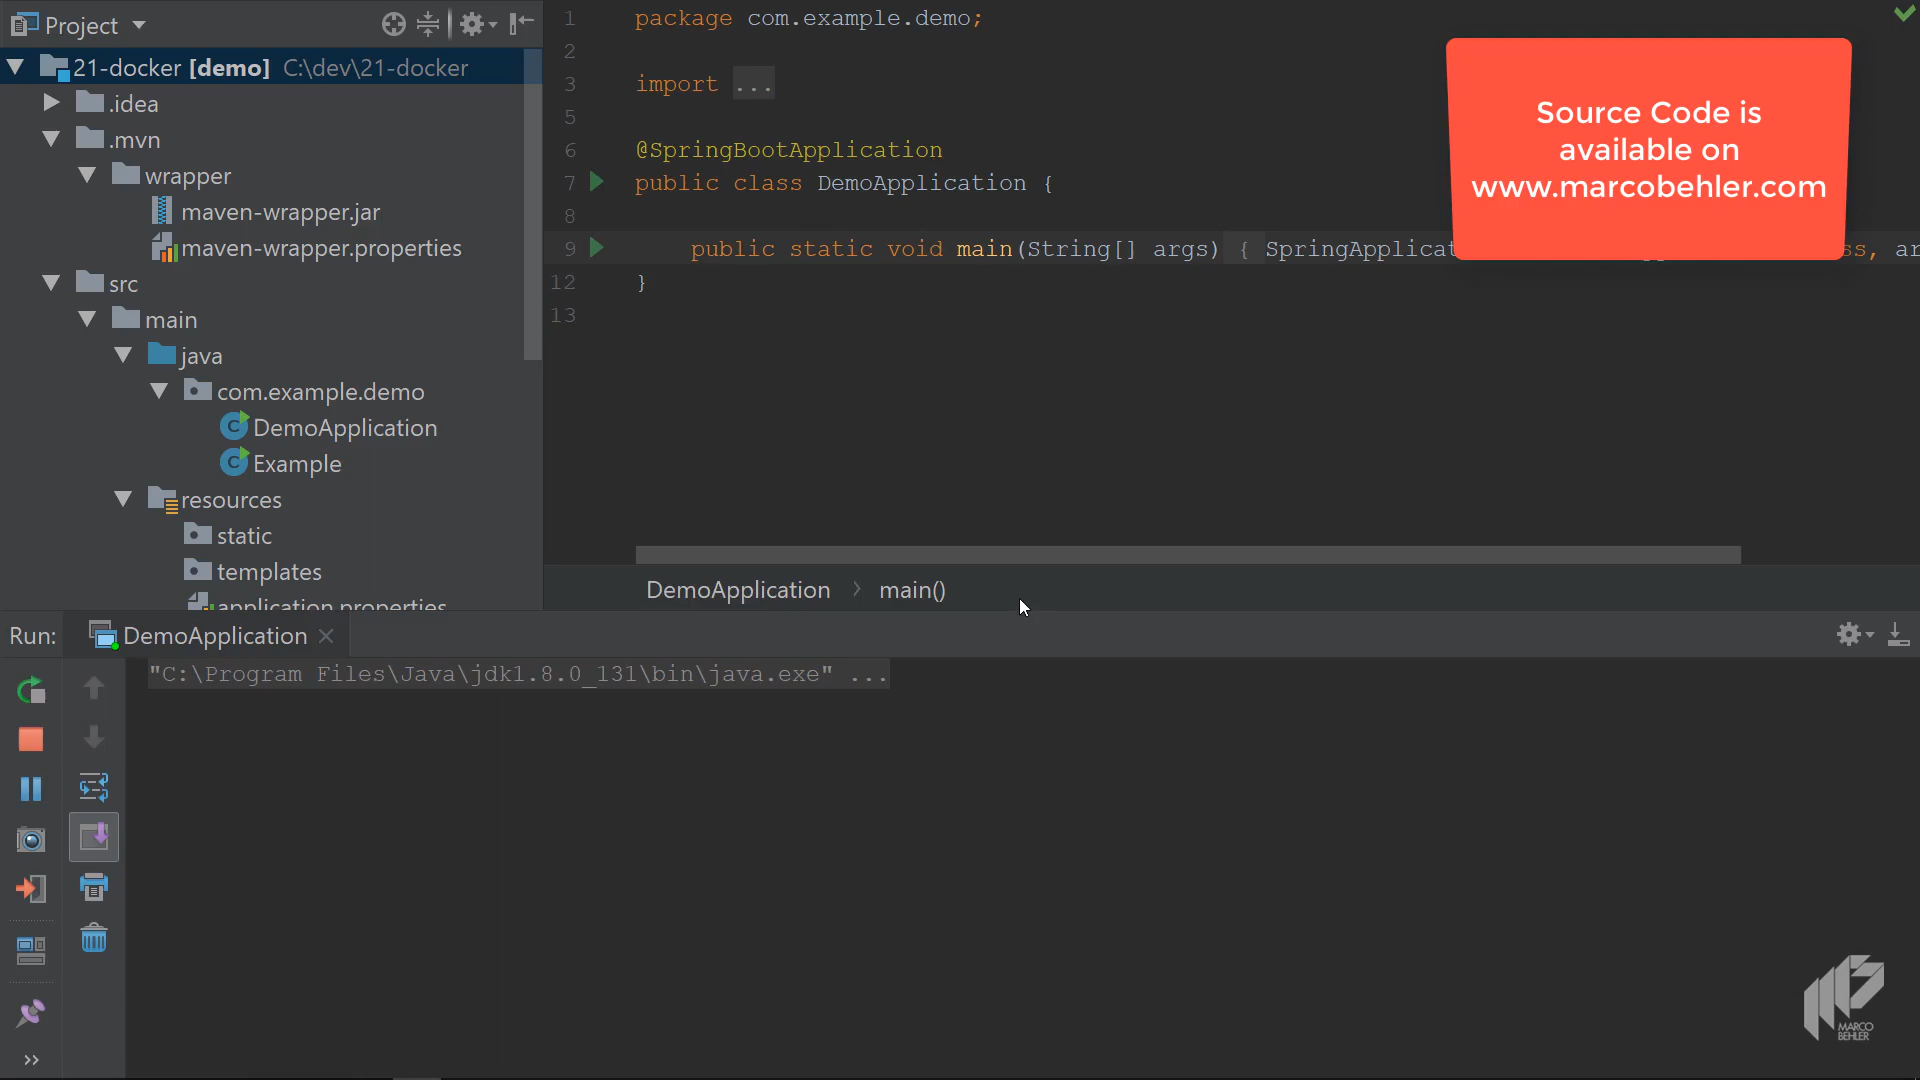 Project
21-docker [demo] C:\dev\21-docker
.idea
.mvn
wrapper
maven-wrapper.jar
maven-wrapper.properties
src
main
java
com.example.demo
DemoApplication
Example
resources
static
templates
application.properties
1 package com.example.demo;
2
3 import ...
5
6 @SpringBootApplication
7 public class DemoApplication {
8
9 public static void main(String[] args) { SpringApplicat ss, ar
12 }
13
Source Code is
available on
www.marcobehler.com
DemoApplication > main()
Run: DemoApplication
"C:\Program Files\Java\jdk1.8.0_131\bin\java.exe" ...
MARCO
BEHLER